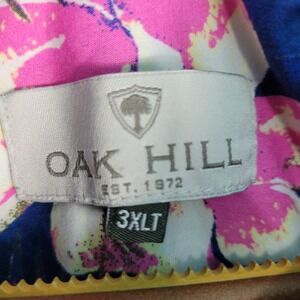 OAK HILL
EST. 1972
3XLT